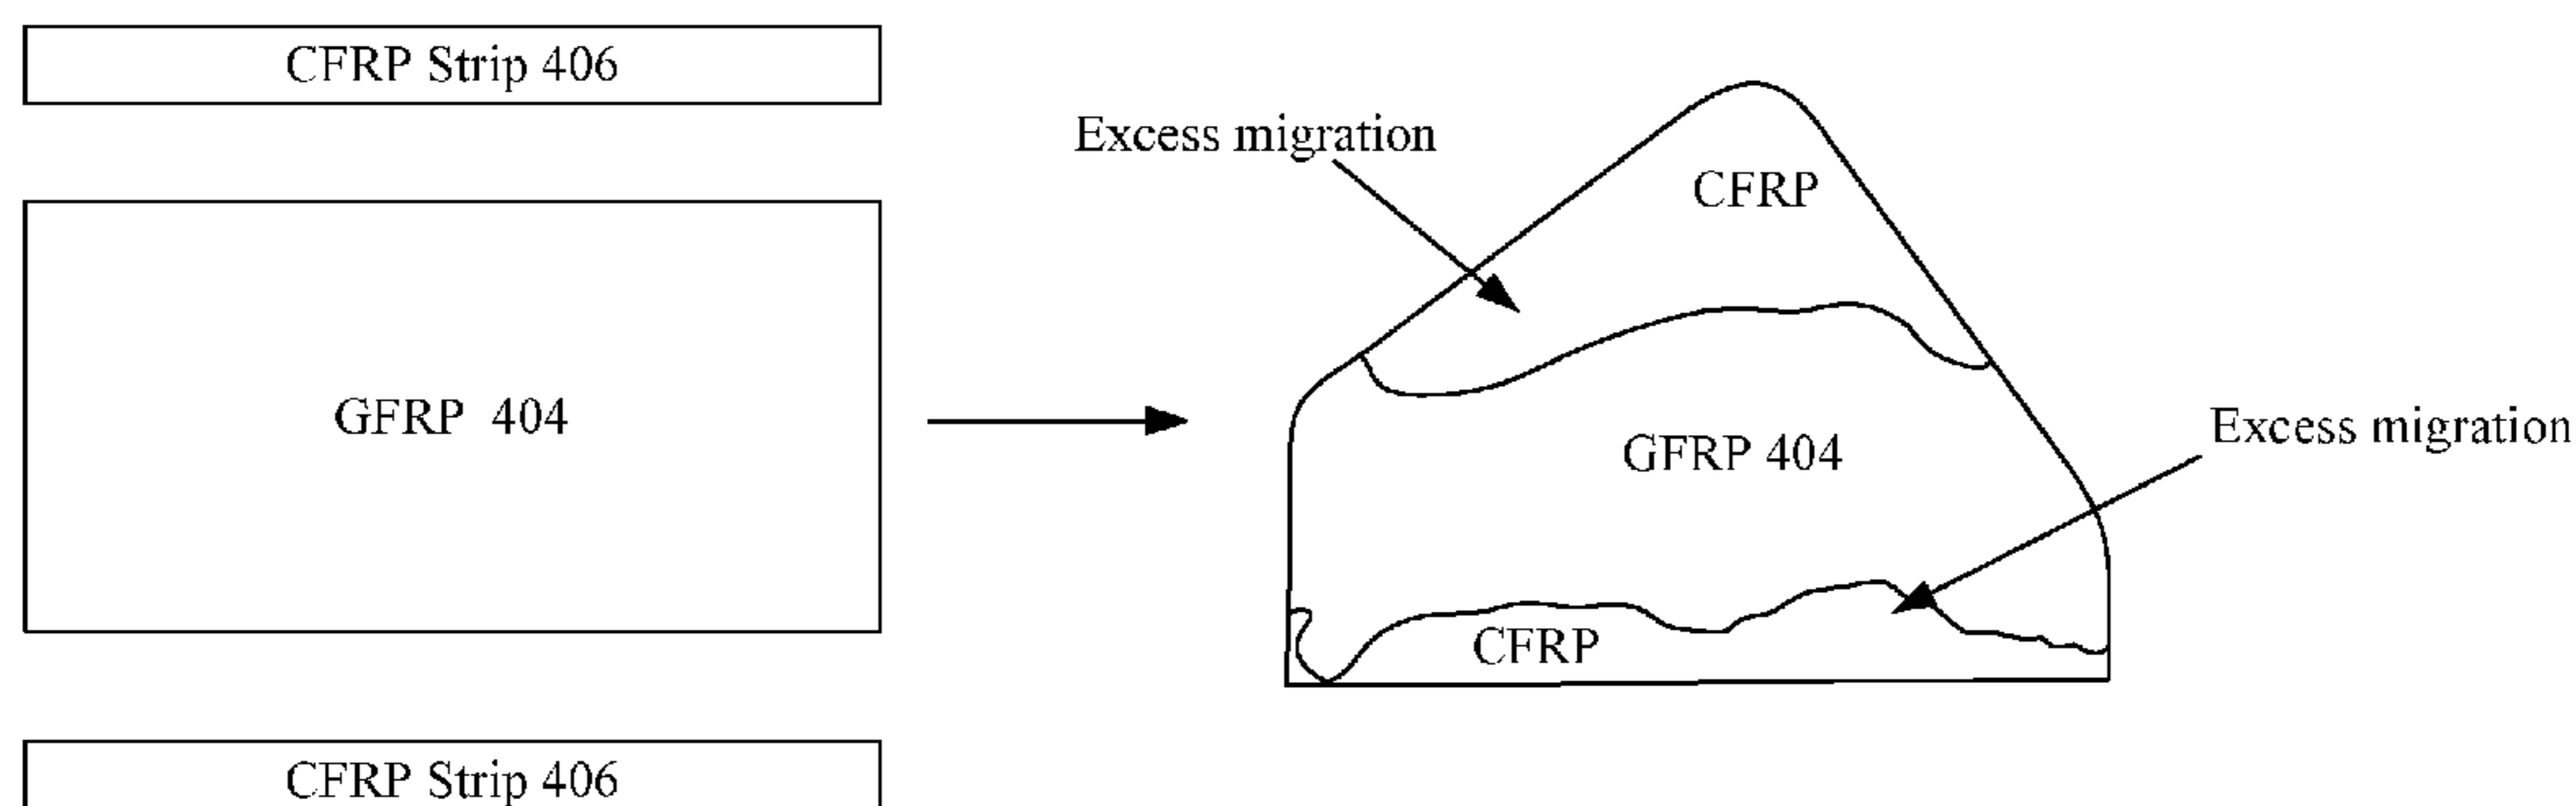 CFRP Strip 406
Excess migration
CFRP
GFRP 404
GFRP 404
Excess migration
CFRP
CFRP Strip 406